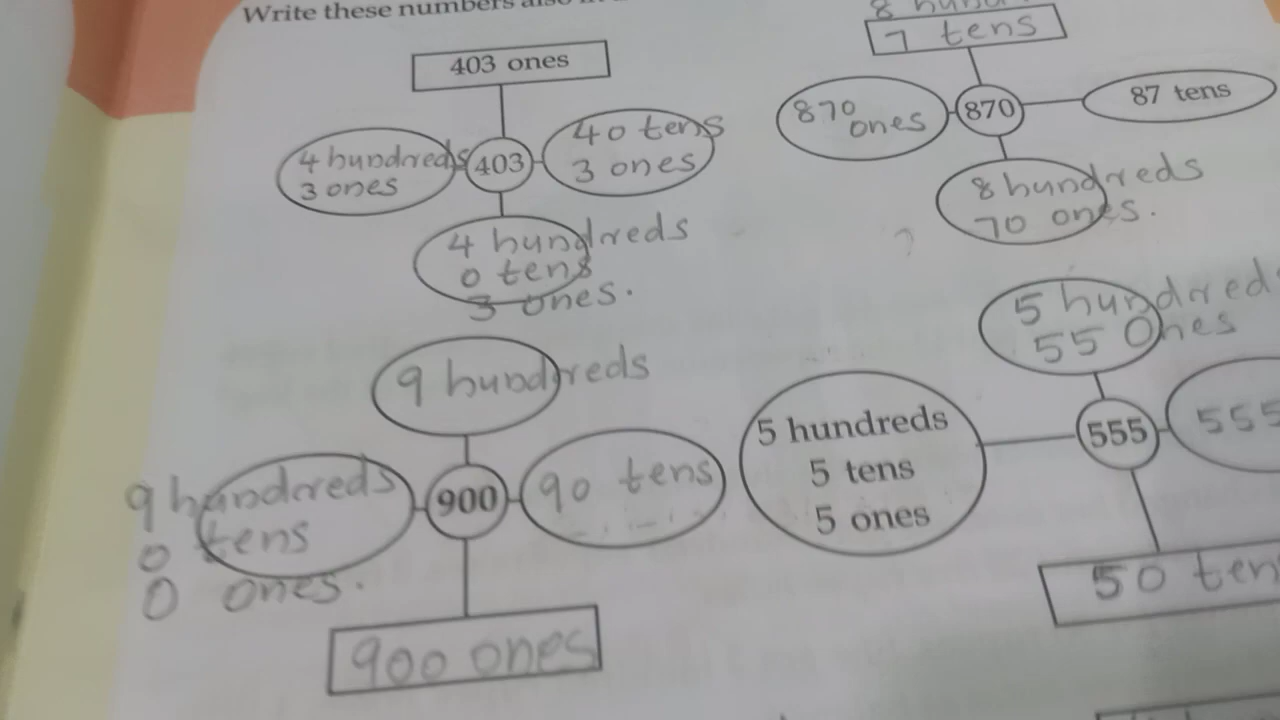 Write these numbers also in
403 ones
4 hundreds
3 ones
403
40 tens
3 ones
4 hundreds
0 tens
3 ones.
8
7 tens
870
ones
870
87 tens
8 hundreds
70 ones.
9 hundreds
9 hundreds
0 tens
0 ones.
900
90 tens
900 ones
5 hundred
55 Ones
5 hundreds
5 tens
5 ones
555
555
50 ten